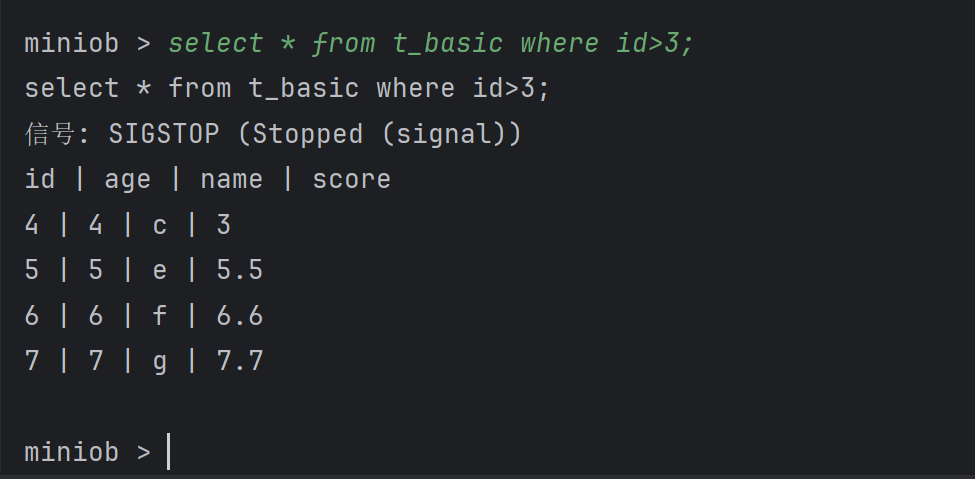 miniob > select * from t_basic where id>3;
select * from t_basic where id>3;
信号: SIGSTOP (Stopped (signal))
id | age | name | score
4 | 4 | c | 3
5 | 5 | e | 5.5
6 | 6 | f | 6.6
7 | 7 | g | 7.7
miniob >